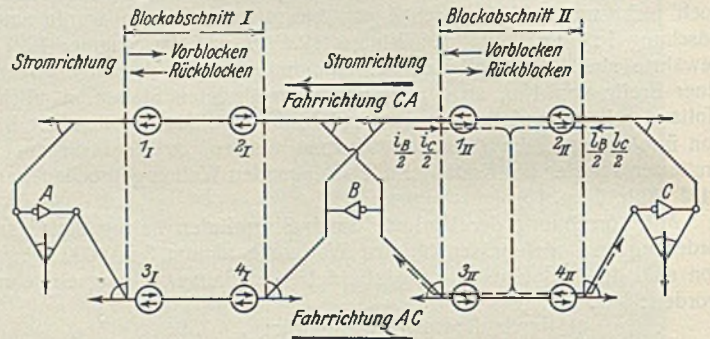 Blockabschnitt I
Blockabschnitt II
Stromrichtung
Vorblocken
Rückblocken
Stromrichtung
Vorblocken
Rückblocken
Fahrrichtung CA
1I
2I
iB/2 iC/2
1II
2II
iB/2 iC/2
A
B
C
3I
4I
3II
4II
Fahrrichtung AC